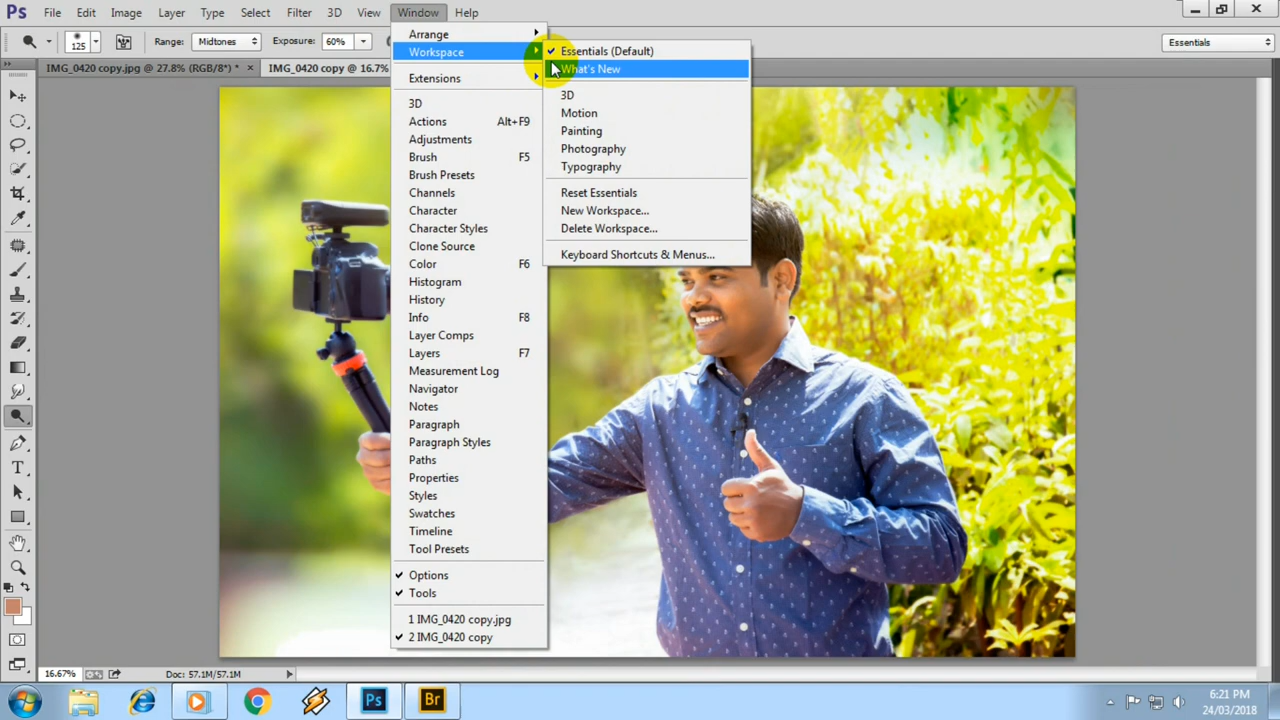 Ps File Edit Image Layer Type Select Filter 3D View Window Help
125 Range: Midtones Exposure: 60% Essentials
IMG_0420 copy.jpg @ 27.8% (RGB/8*) * × IMG_0420 copy @ 16.7%
Arrange
Workspace
Extensions
3D
Actions Alt+F9
Adjustments
Brush F5
Brush Presets
Channels
Character
Character Styles
Clone Source
Color F6
Histogram
History
Info F8
Layer Comps
Layers F7
Measurement Log
Navigator
Notes
Paragraph
Paragraph Styles
Paths
Properties
Styles
Swatches
Timeline
Tool Presets
Options
Tools
1 IMG_0420 copy.jpg
2 IMG_0420 copy
Essentials (Default)
What's New
3D
Motion
Painting
Photography
Typography
Reset Essentials
New Workspace...
Delete Workspace...
Keyboard Shortcuts & Menus...
16.67% Doc: 57.1M/57.1M
Ps Br
6:21 PM
24/03/2018